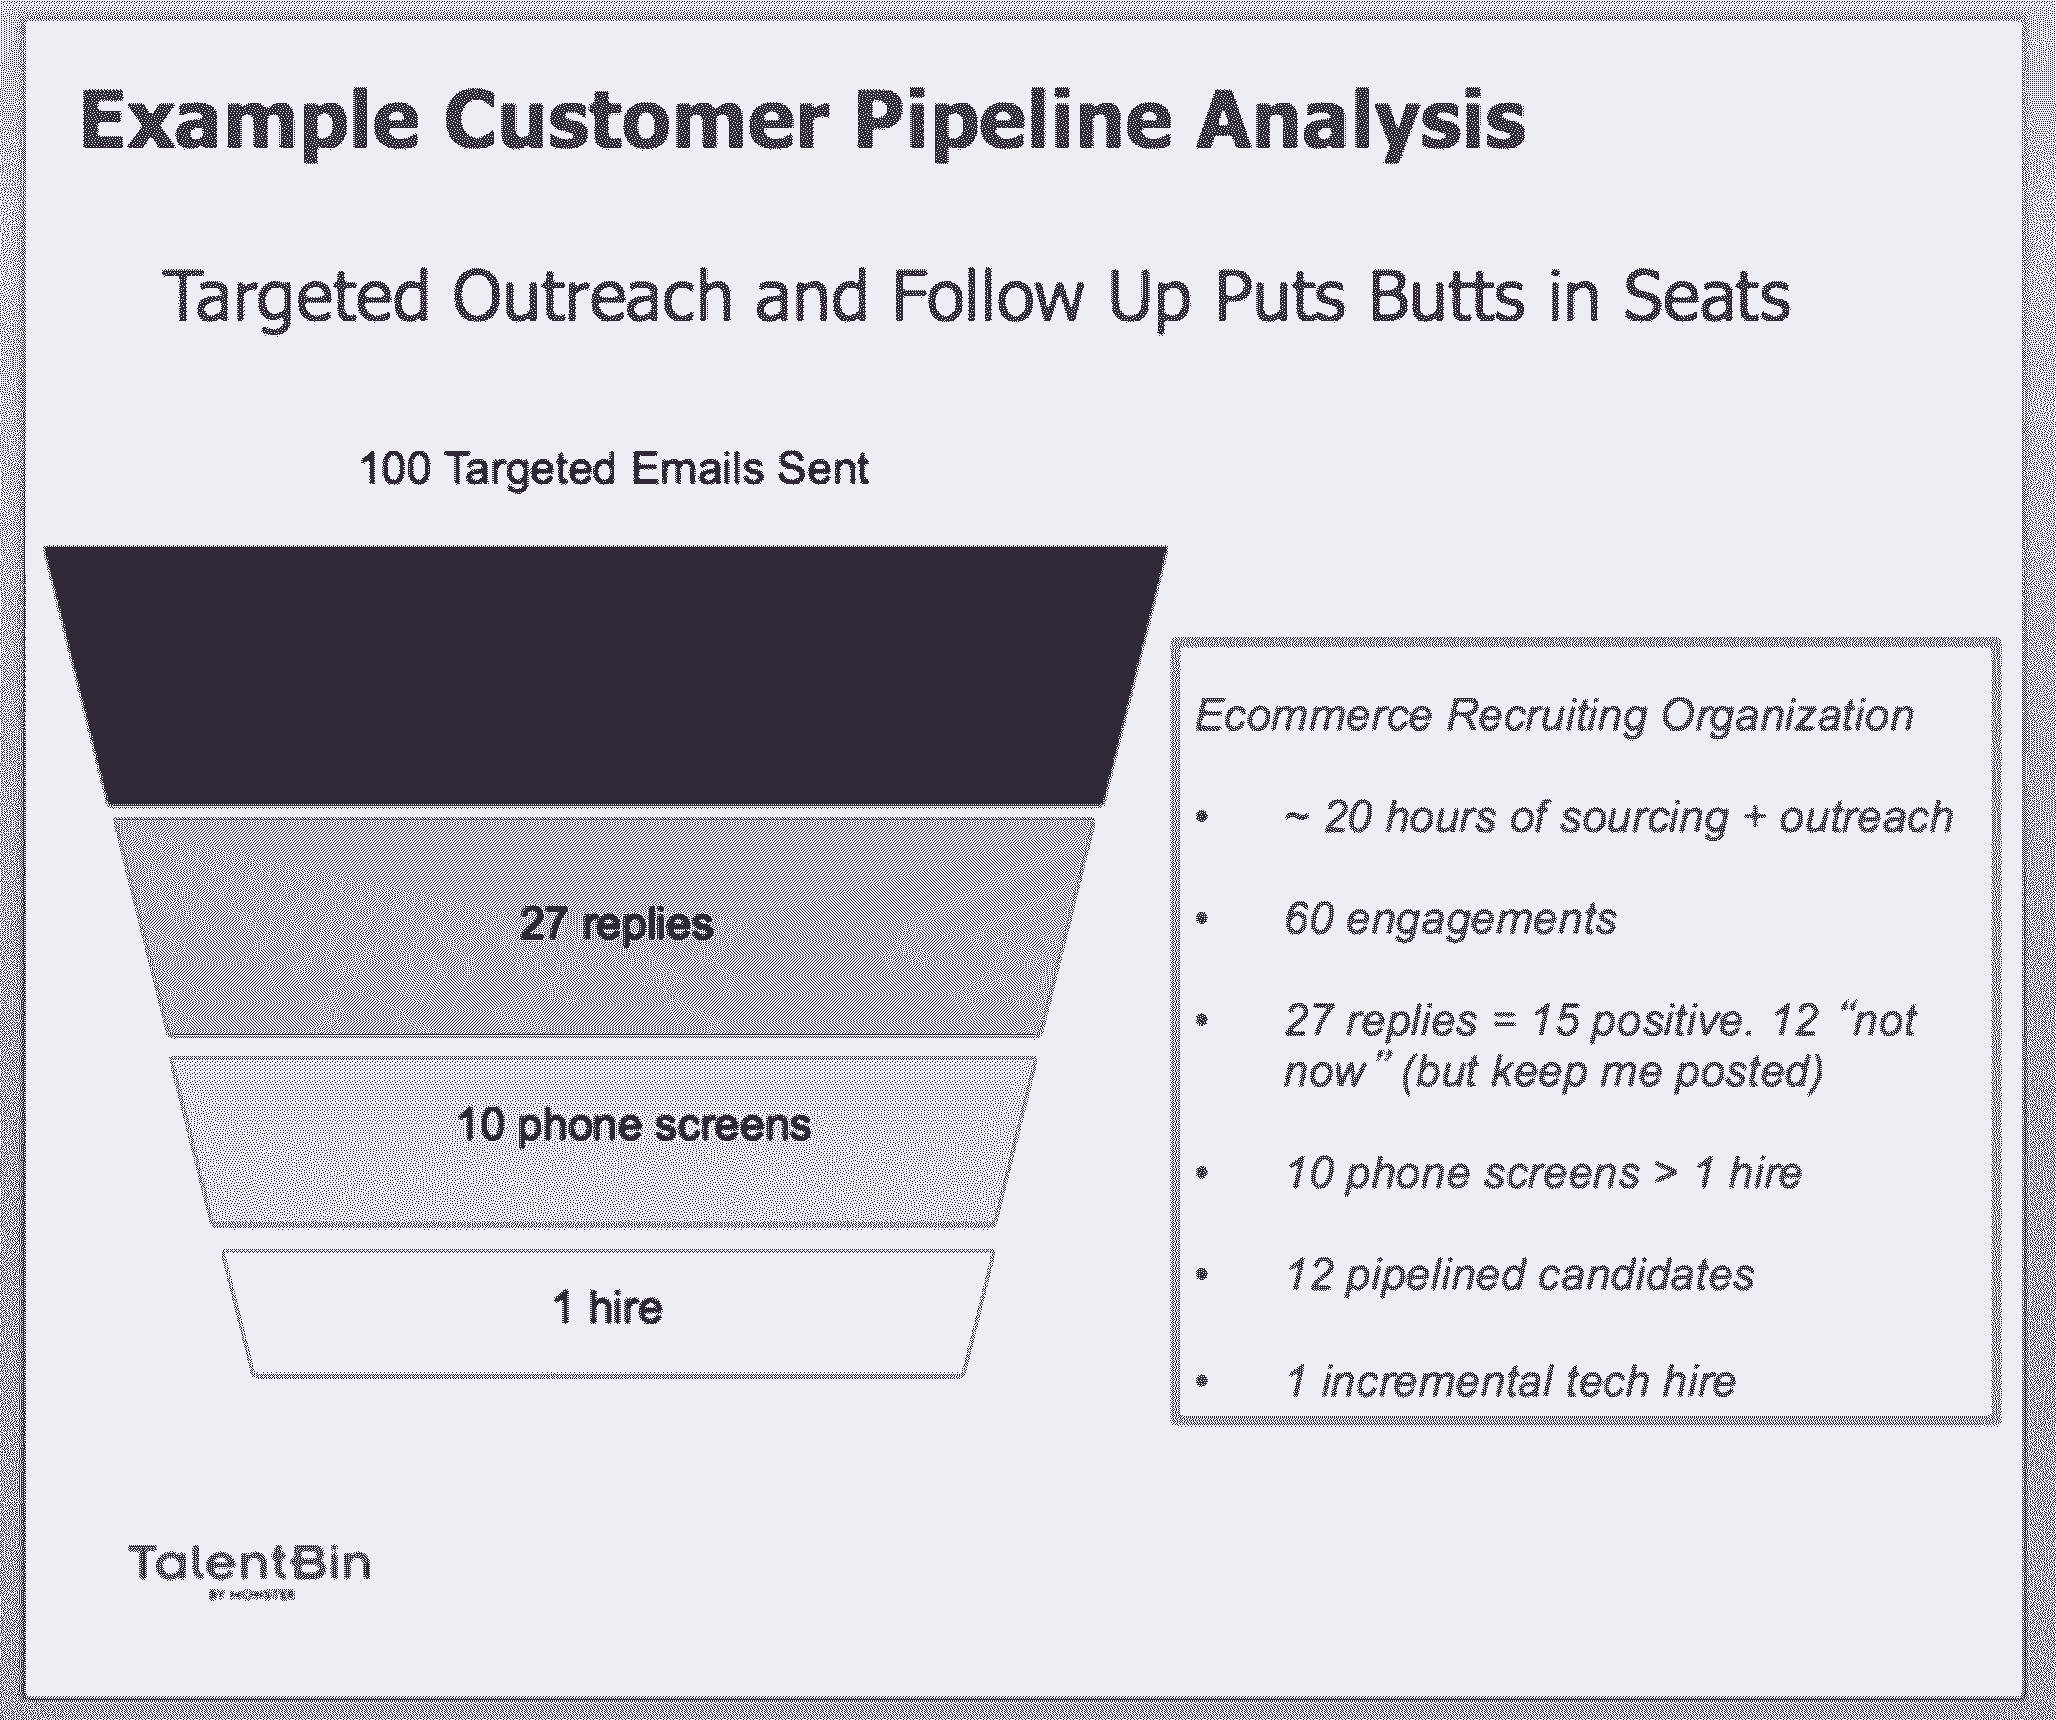 Example Customer Pipeline Analysis
Targeted Outreach and Follow Up Puts Butts in Seats
100 Targeted Emails Sent
27 replies
10 phone screens
1 hire
Ecommerce Recruiting Organization
• ~ 20 hours of sourcing + outreach
• 60 engagements
• 27 replies = 15 positive. 12 “not
now” (but keep me posted)
• 10 phone screens > 1 hire
• 12 pipelined candidates
• 1 incremental tech hire
TalentBin
BY MONSTER